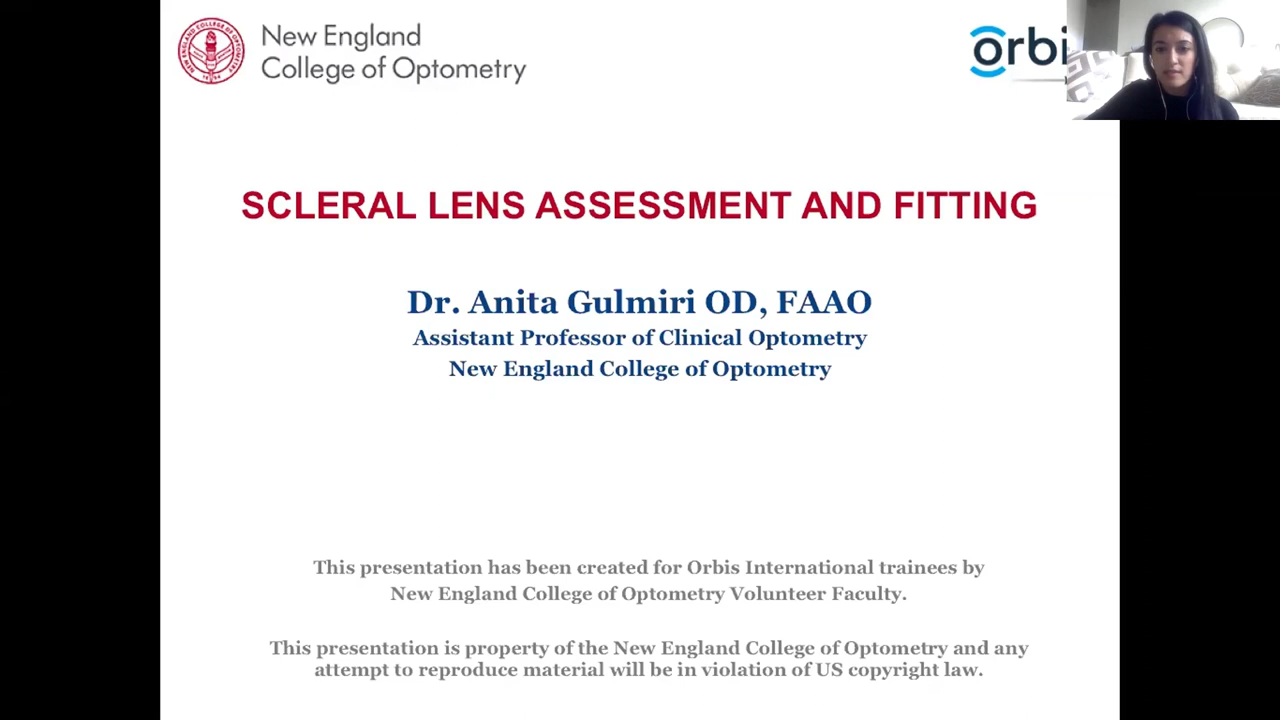 New England
College of Optometry
orbi
SCLERAL LENS ASSESSMENT AND FITTING
Dr. Anita Gulmiri OD, FAAO
Assistant Professor of Clinical Optometry
New England College of Optometry
This presentation has been created for Orbis International trainees by
New England College of Optometry Volunteer Faculty.
This presentation is property of the New England College of Optometry and any
attempt to reproduce material will be in violation of US copyright law.